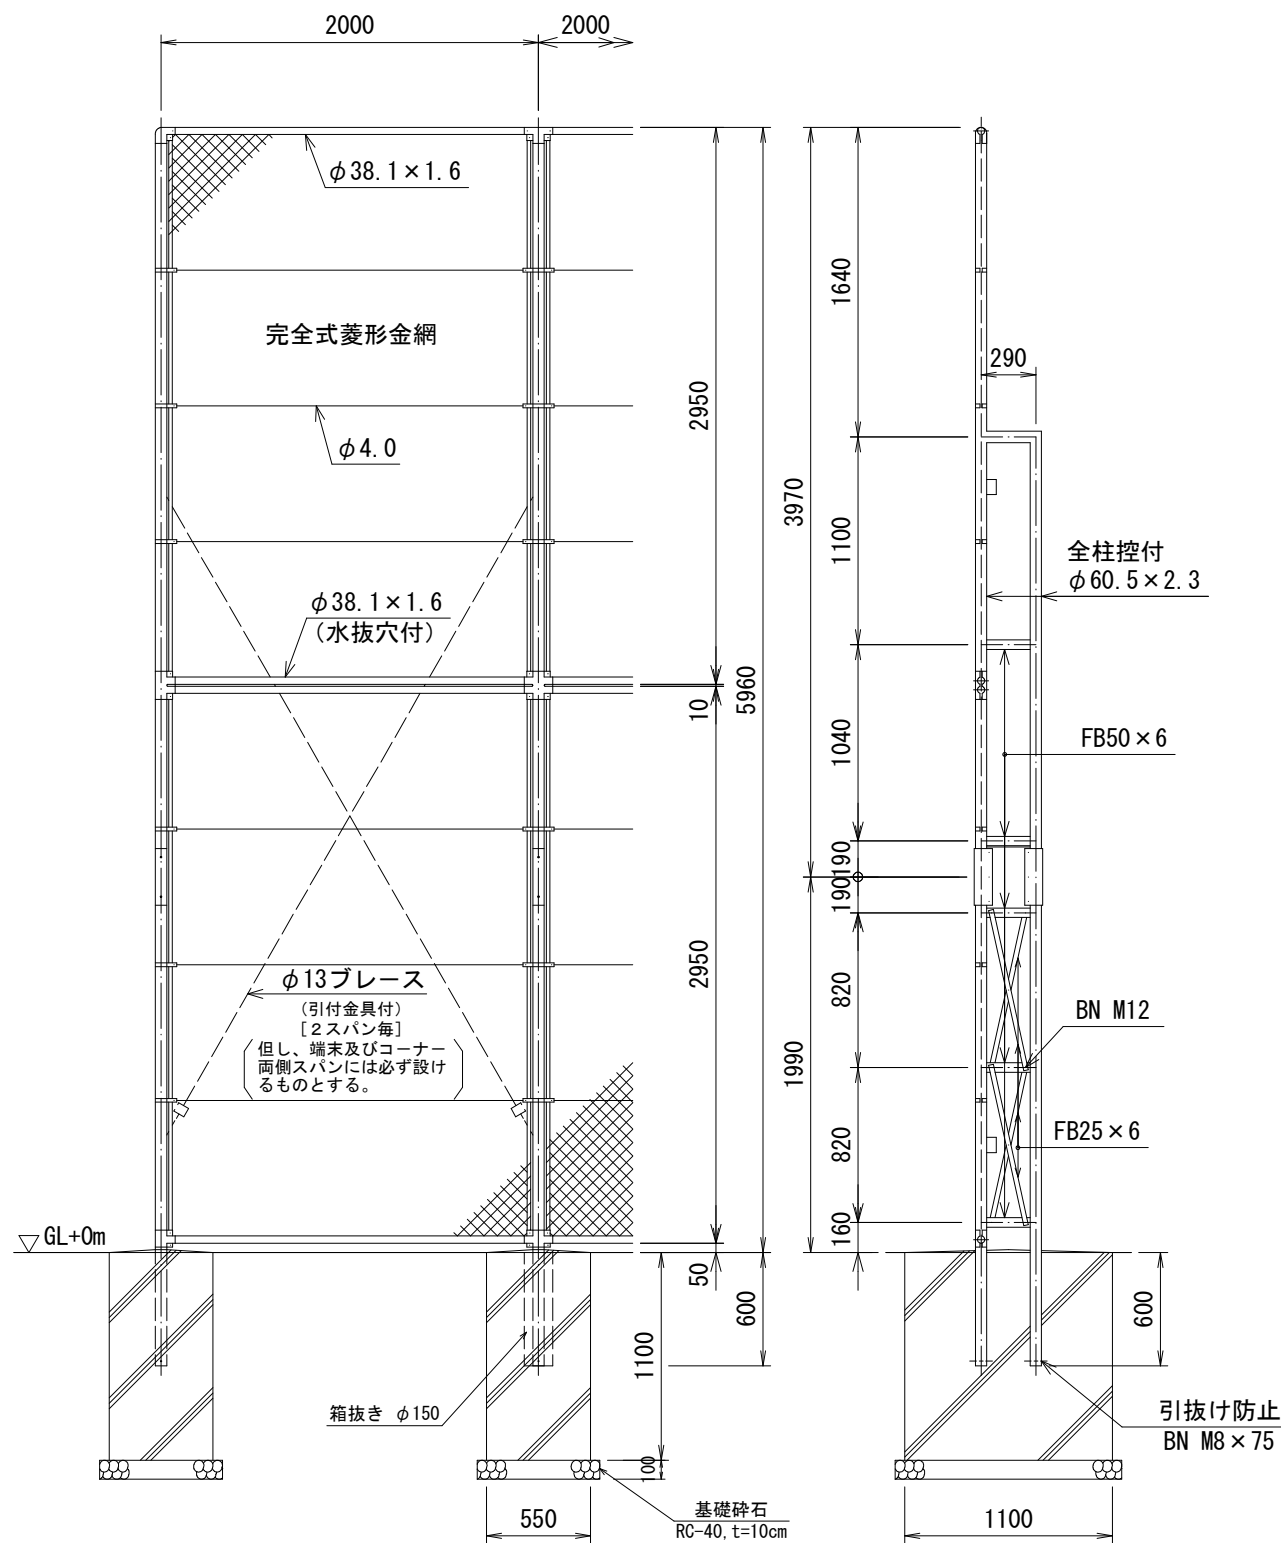 2000
2000
φ38.1×1.6
完全式菱形金網
φ4.0
φ38.1×1.6
(水抜穴付)
φ13ブレース
(引付金具付)
[2スパン毎]
但し、端末及びコーナー
両側スパンには必ず設け
るものとする。
GL+0m
箱抜き φ150
550
基礎砕石
RC-40,t=10cm
2950
10
2950
50
5960
600
1100
100
3970
1990
1640
1100
1040
190
190
820
820
160
290
全柱控付
φ60.5×2.3
FB50×6
BN M12
FB25×6
600
引抜け防止
BN M8×75
1100